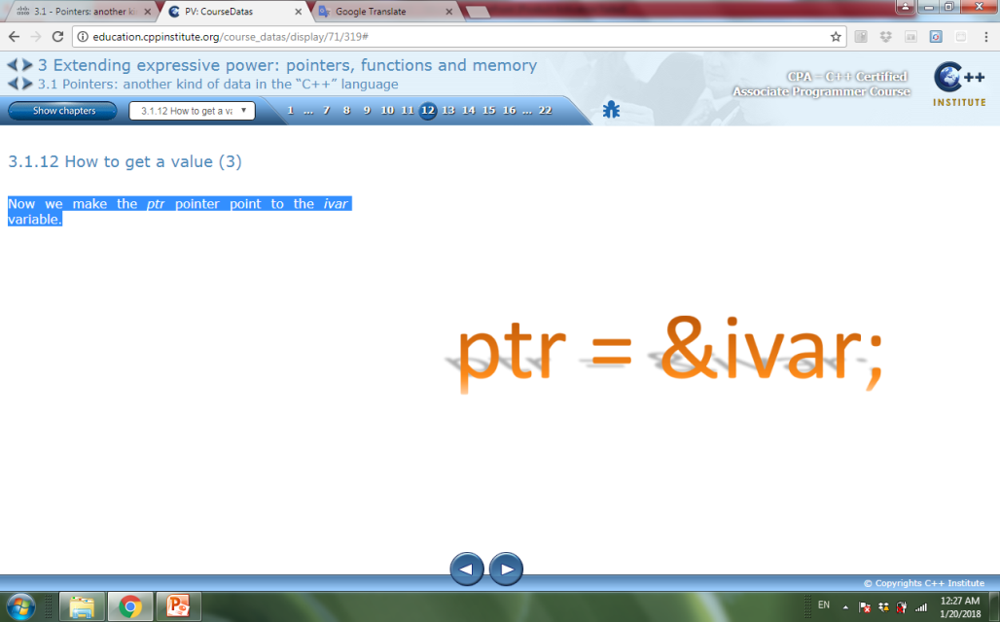 3.1 - Pointers: another ki
PV: CourseDatas
Google Translate
education.cppinstitute.org/course_datas/display/71/319#
3 Extending expressive power: pointers, functions and memory
3.1 Pointers: another kind of data in the "C++" language
CPA – C++ Certified
Associate Programmer Course
C++
INSTITUTE
Show chapters
3.1.12 How to get a va
1 ... 7 8 9 10 11 12 13 14 15 16 ... 22
3.1.12 How to get a value (3)
Now we make the ptr pointer point to the ivar
variable.
ptr = &ivar;
© Copyrights C++ Institute
EN
12:27 AM
1/20/2018